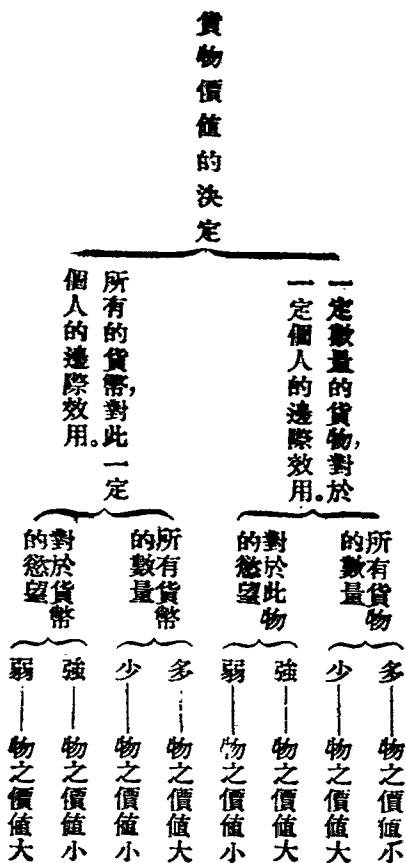 貨物價值的決定
一定數量的貨物，對於
一定個人的邊際效用。
所有貨物
的數量
多——物之價值小
少——物之價值大
對於此物
的慾望
強——物之價值大
弱——物之價值小
所有的貨幣，對此一定
個人的邊際效用。
所有貨幣
的數量
多——物之價值大
少——物之價值小
對於貨幣
的慾望
強——物之價值小
弱——物之價值大